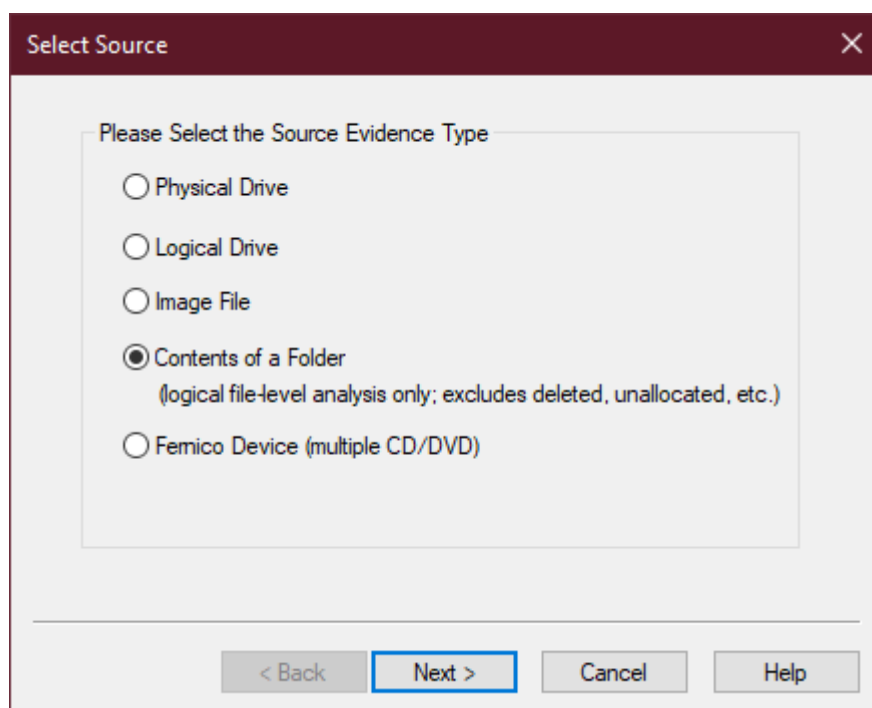 Select Source
Please Select the Source Evidence Type
Physical Drive
Logical Drive
Image File
Contents of a Folder
(logical file-level analysis only; excludes deleted, unallocated, etc.)
Fernico Device (multiple CD/DVD)
< Back
Next >
Cancel
Help